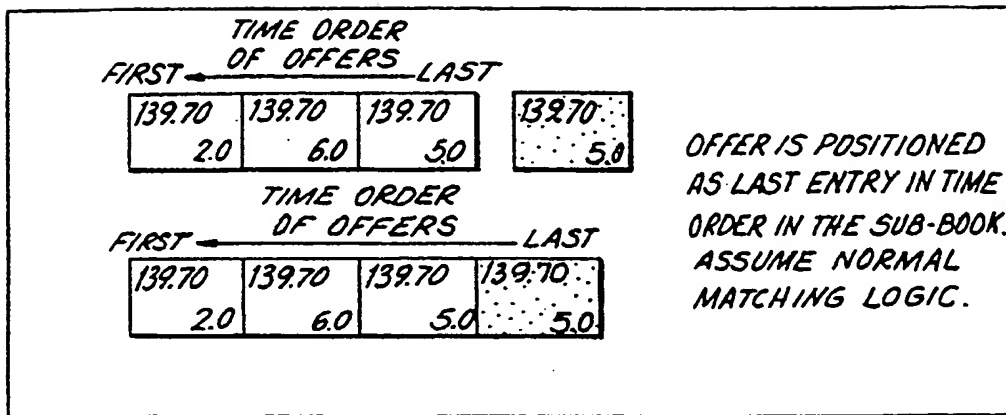 TIME ORDER
OF OFFERS
FIRST LAST
139.70 139.70 139.70 139.70
2.0 6.0 5.0 5.0
OFFER IS POSITIONED
AS LAST ENTRY IN TIME
ORDER IN THE SUB-BOOK.
ASSUME NORMAL
MATCHING LOGIC.
TIME ORDER
OF OFFERS
FIRST LAST
139.70 139.70 139.70 139.70
2.0 6.0 5.0 5.0